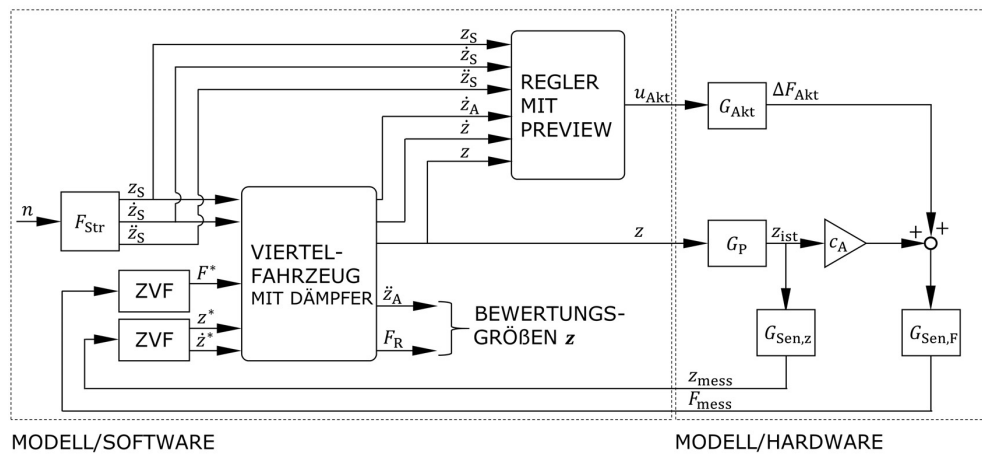 z_S
ż_S
z̈_S
ż_A
ż
z
REGLER
MIT
PREVIEW
u_Akt
G_Akt
ΔF_Akt
n
F_Str
z_S
ż_S
z̈_S
VIERTEL-
FAHRZEUG
MIT DÄMPFER
z
G_P
z_ist
c_A
+
+
ZVF
F*
ZVF
z*
ż*
z̈_A
F_R
BEWERTUNGS-
GRÖßEN z
G_Sen,z
G_Sen,F
z_mess
F_mess
MODELL/SOFTWARE
MODELL/HARDWARE